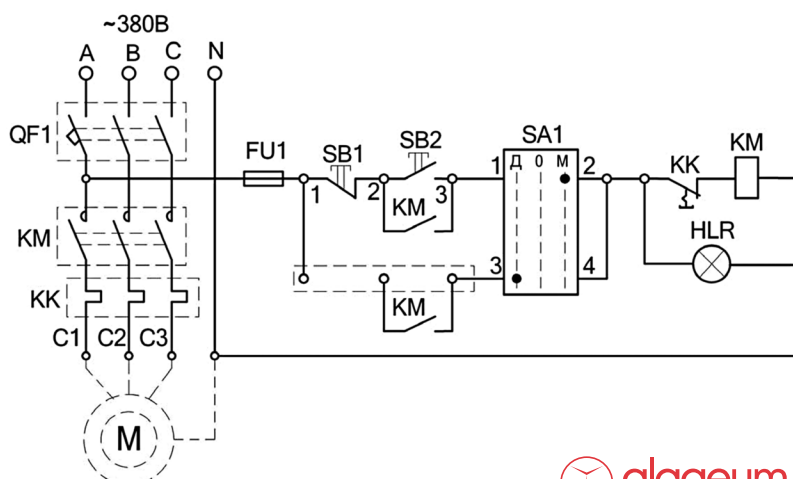 ~380В
A B C N
QF1
FU1 SB1 SB2 SA1 KK KM
1 2 3 1 Д 0 М 2
KM
KM
HLR
3 4
KM
KK
C1 C2 C3
M
alageum